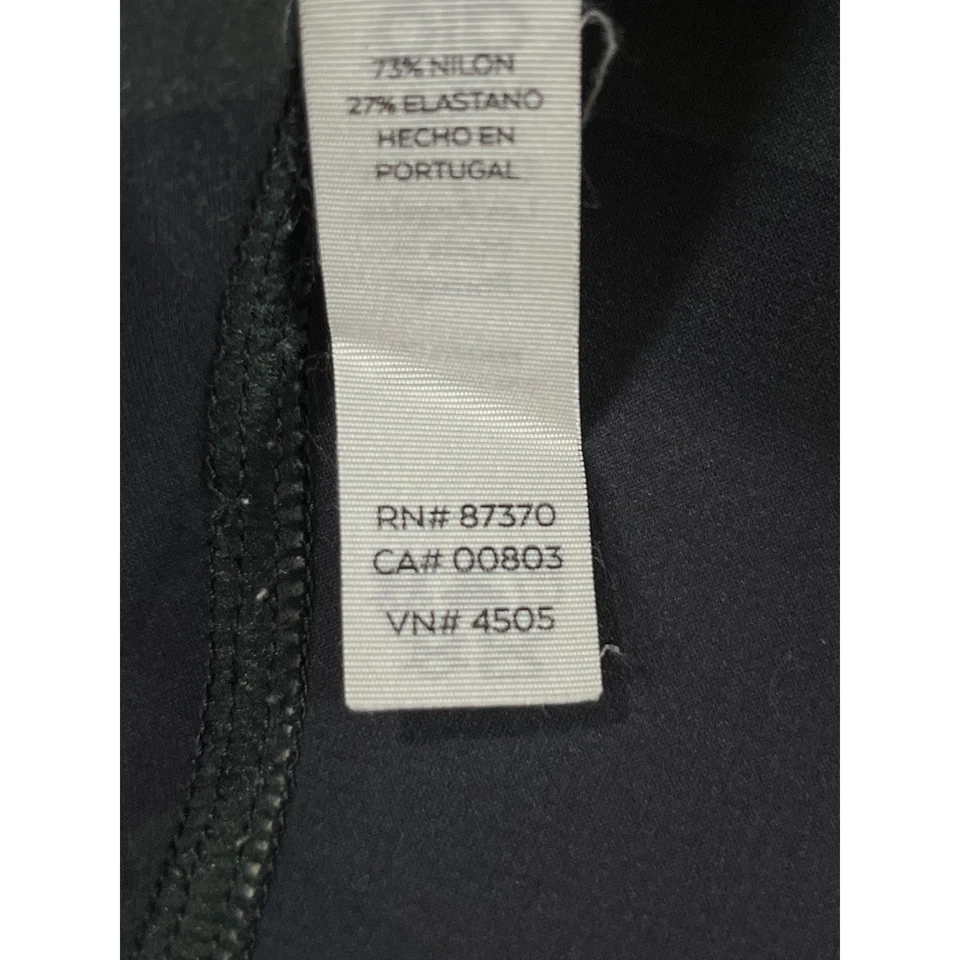 73% NILON
27% ELASTANO
HECHO EN
PORTUGAL
RN# 87370
CA# 00803
VN# 4505